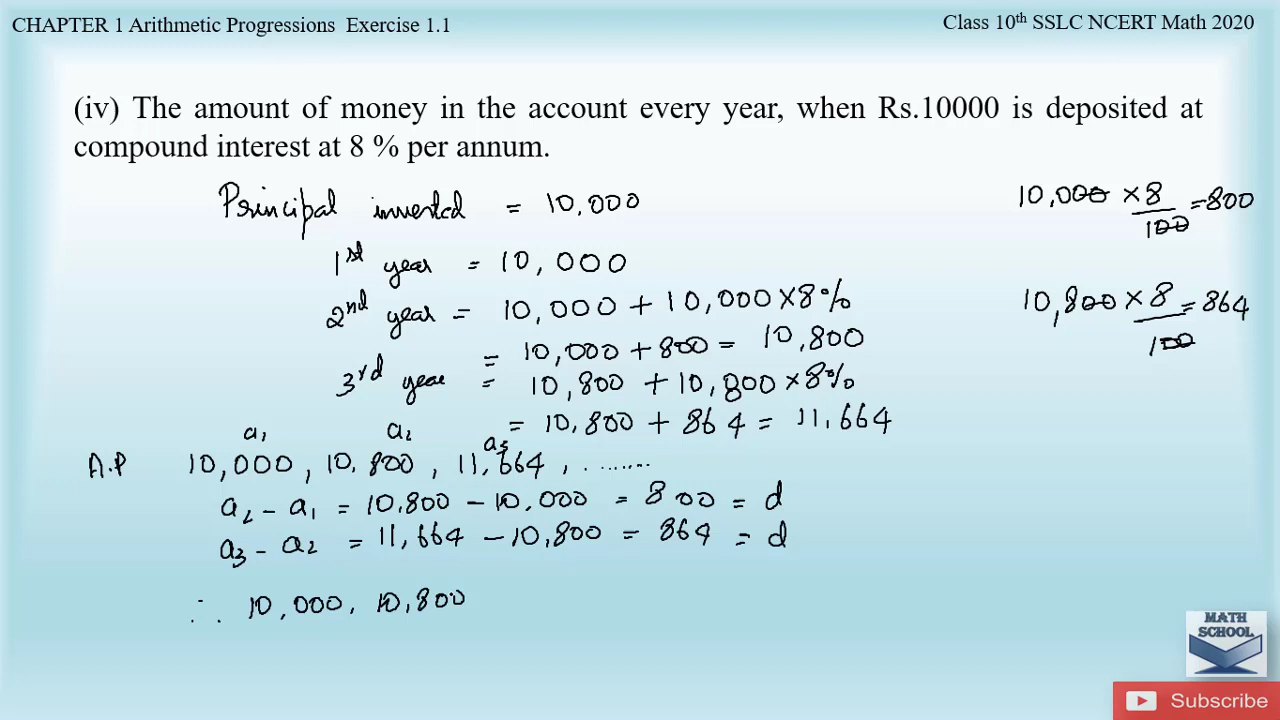 CHAPTER 1 Arithmetic Progressions Exercise 1.1
Class 10th SSLC NCERT Math 2020
(iv) The amount of money in the account every year, when Rs.10000 is deposited at
compound interest at 8 % per annum.
Principal invested = 10,000
10,000 × 8/100 = 800
1st year = 10,000
2nd year = 10,000 + 10,000 × 8%
10,800 × 8/100 = 864
= 10,000 + 800 = 10,800
3rd year = 10,800 + 10,800 × 8%
= 10,800 + 864 = 11,664
a1 a2 a3
A.P 10,000, 10,800, 11,664, ........
a2 - a1 = 10,800 - 10,000 = 800 = d
a3 - a2 = 11,664 - 10,800 = 864 = d
∴ 10,000, 10,800
MATH
SCHOOL
Subscribe